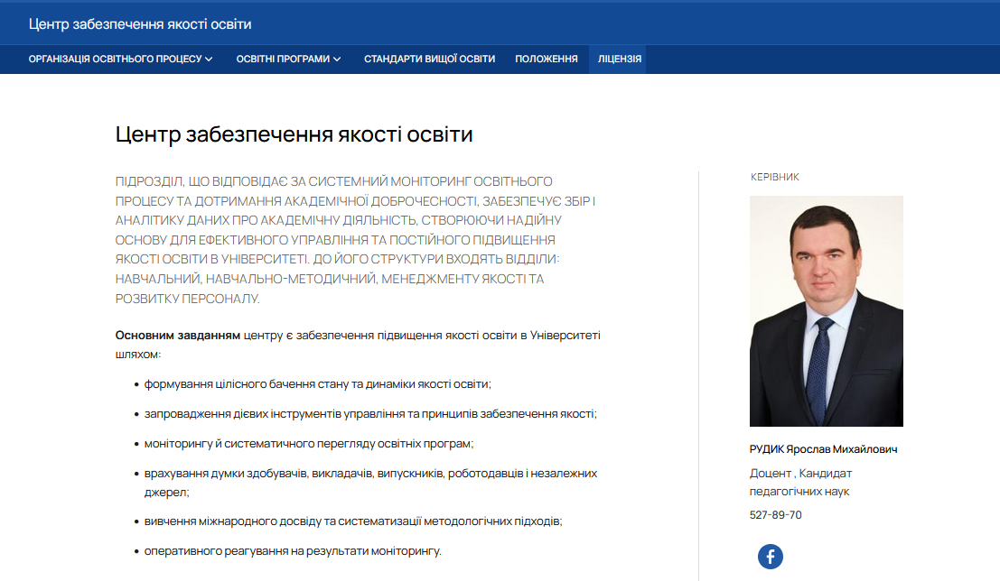 Центр забезпечення якості освіти
ОРГАНІЗАЦІЯ ОСВІТНЬОГО ПРОЦЕСУ
ОСВІТНІ ПРОГРАМИ
СТАНДАРТИ ВИЩОЇ ОСВІТИ
ПОЛОЖЕННЯ
ЛІЦЕНЗІЯ
Центр забезпечення якості освіти
ПІДРОЗДІЛ, ЩО ВІДПОВІДАЄ ЗА СИСТЕМНИЙ МОНІТОРИНГ ОСВІТНЬОГО
ПРОЦЕСУ ТА ДОТРИМАННЯ АКАДЕМІЧНОЇ ДОБРОЧЕСНОСТІ, ЗАБЕЗПЕЧУЄ ЗБІР І
АНАЛІТИКУ ДАНИХ ПРО АКАДЕМІЧНУ ДІЯЛЬНІСТЬ, СТВОРЮЮЧИ НАДІЙНУ
ОСНОВУ ДЛЯ ЕФЕКТИВНОГО УПРАВЛІННЯ ТА ПОСТІЙНОГО ПІДВИЩЕННЯ
ЯКОСТІ ОСВІТИ В УНІВЕРСИТЕТІ. ДО ЙОГО СТРУКТУРИ ВХОДЯТЬ ВІДДІЛИ:
НАВЧАЛЬНИЙ, НАВЧАЛЬНО-МЕТОДИЧНИЙ, МЕНЕДЖМЕНТУ ЯКОСТІ ТА
РОЗВИТКУ ПЕРСОНАЛУ.
Основним завданням центру є забезпечення підвищення якості освіти в Університеті
шляхом:
• формування цілісного бачення стану та динаміки якості освіти;
• запровадження дієвих інструментів управління та принципів забезпечення якості;
• моніторингу й систематичного перегляду освітніх програм;
• врахування думки здобувачів, викладачів, випускників, роботодавців і незалежних
джерел;
• вивчення міжнародного досвіду та систематизації методологічних підходів;
• оперативного реагування на результати моніторингу.
КЕРІВНИК
РУДИК Ярослав Михайлович
Доцент , Кандидат
педагогічних наук
527-89-70